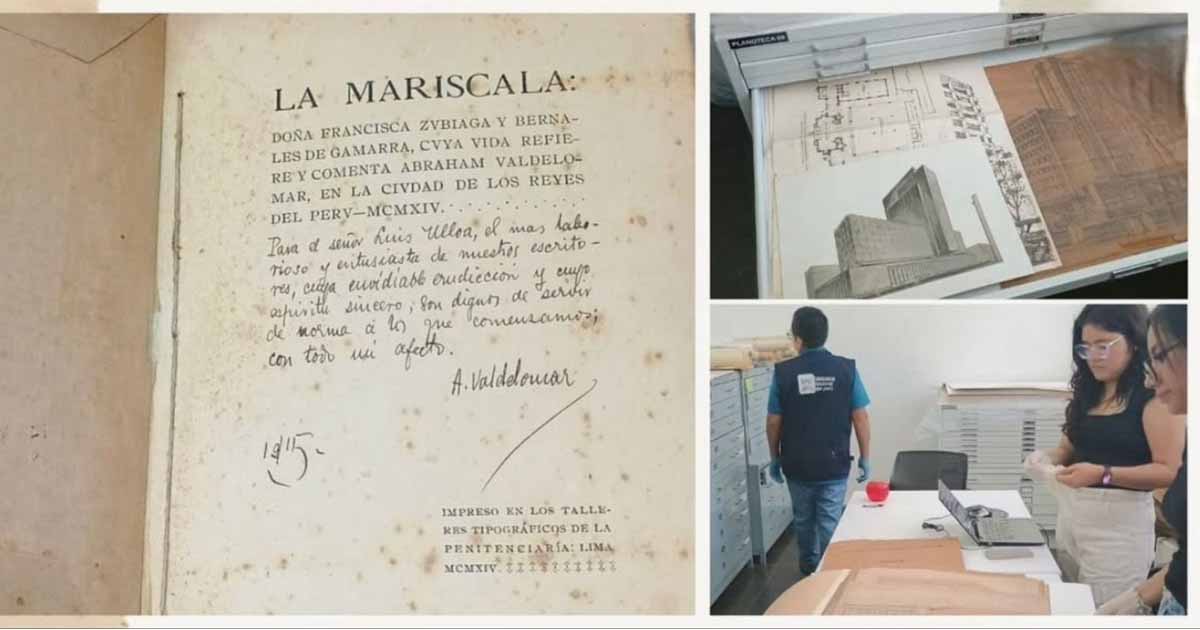 LA MARISCALA:
DOÑA FRANCISCA ZVBIAGA Y BERNA-
LES DE GAMARRA, CVYA VIDA REFIE-
RE Y COMENTA ABRAHAM VALDELO-
MAR, EN LA CIVDAD DE LOS REYES
DEL PERV—MCMXIV.
Para el señor Luis Ulloa, el mas labo-
rioso y entusiasta de nuestros escrito-
res, cuya envidiable erudiccion y cuyo
espiritu sincero, son dignos de servir
de norma á los que comenzamos;
con todo mi afecto.
A. Valdelomar
1915-
IMPRESO EN LOS TALLE-
RES TIPOGRÁFICOS DE LA
PENITENCIARÍA: LIMA
MCMXIV.